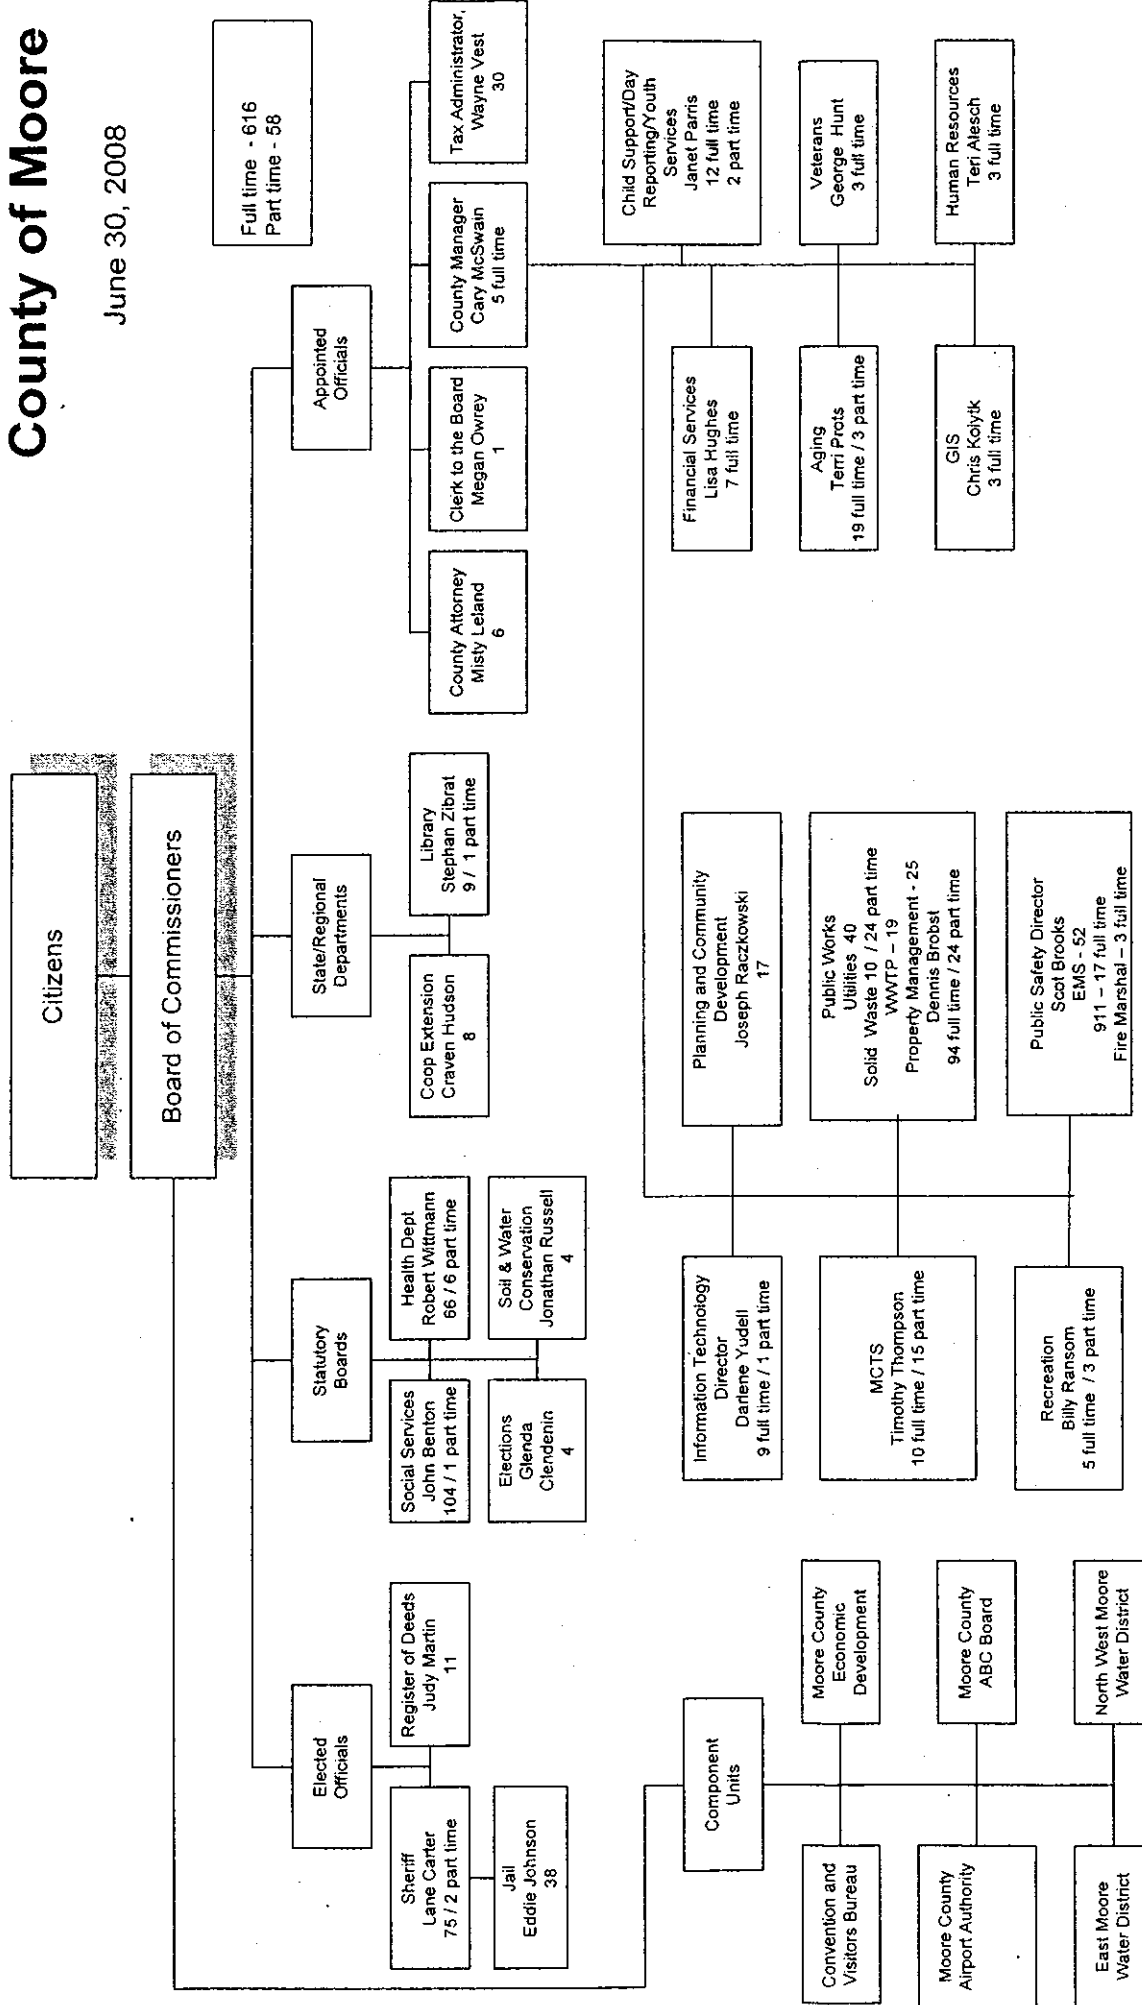 County of Moore
June 30, 2008
Full time - 616
Part time - 58
Citizens
Board of Commissioners
Elected
Officials
Statutory
Boards
State/Regional
Departments
Appointed
Officials
Sheriff
Lane Carter
75 / 2 part time
Register of Deeds
Judy Martin
11
Jail
Eddie Johnson
38
Social Services
John Benton
104 / 1 part time
Health Dept
Robert Wittmann
66 / 6 part time
Elections
Glenda
Clendenin
4
Soil & Water
Conservation
Jonathan Russell
4
Coop Extension
Craven Hudson
8
Library
Stephan Zibrat
9 / 1 part time
County Attorney
Misty Leland
6
Clerk to the Board
Megan Owrey
1
County Manager
Cary McSwain
5 full time
Tax Administrator,
Wayne Vest
30
Component
Units
Convention and
Visitors Bureau
Moore County
Economic
Development
Moore County
Airport Authority
Moore County
ABC Board
East Moore
Water District
North West Moore
Water District
Information Technology
Director
Darlene Yudell
9 full time / 1 part time
Planning and Community
Development
Joseph Raczkowski
17
MCTS
Timothy Thompson
10 full time / 15 part time
Public Works
Utilities 40
Solid Waste 10 / 24 part time
WWTP – 19
Property Management - 25
Dennis Brobst
94 full time / 24 part time
Recreation
Billy Ransom
5 full time / 3 part time
Public Safety Director
Scot Brooks
EMS - 52
911 – 17 full time
Fire Marshal – 3 full time
Financial Services
Lisa Hughes
7 full time
Child Support/Day
Reporting/Youth
Services
Janet Parris
12 full time
2 part time
Aging
Terri Prots
19 full time / 3 part time
Veterans
George Hunt
3 full time
GIS
Chris Koiytk
3 full time
Human Resources
Teri Alesch
3 full time